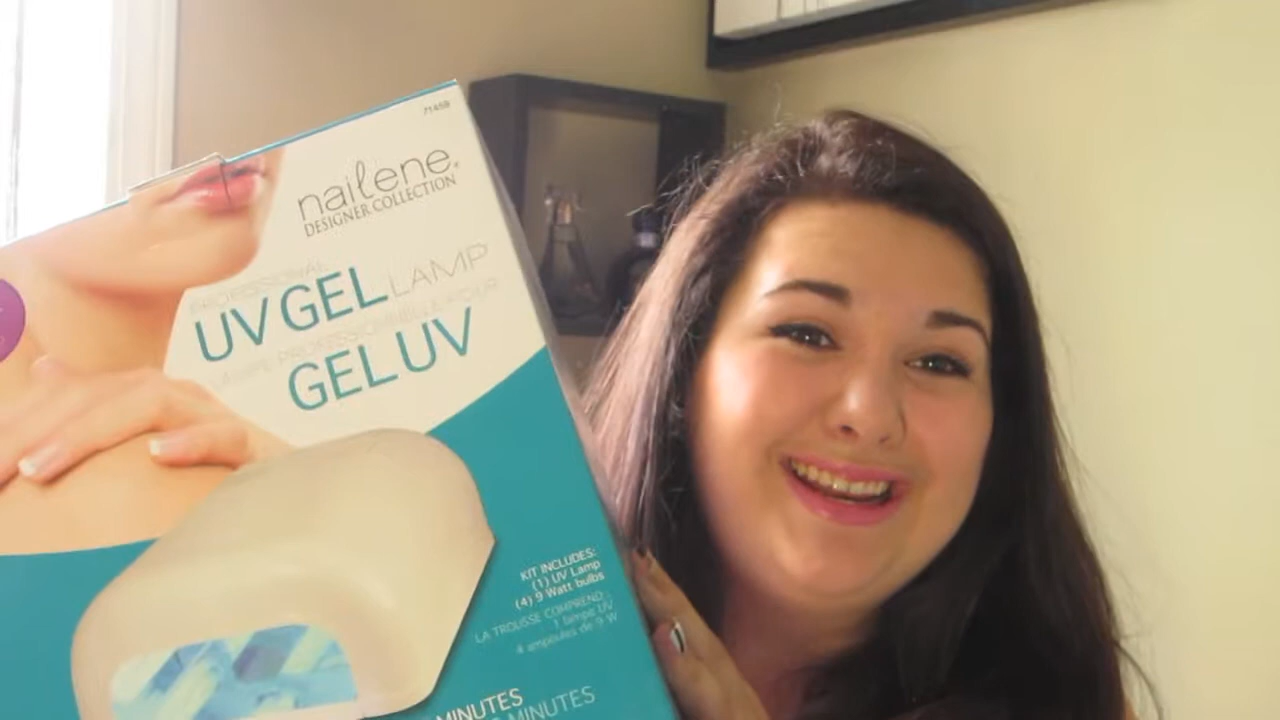 71458
nailene
DESIGNER COLLECTION
PROFESSIONAL
UV GEL LAMP
LAMPE PROFESSIONNELLE POUR
GEL UV
KIT INCLUDES:
(1) UV Lamp
(4) 9 Watt bulbs
LA TROUSSE COMPREND :
1 lampe UV
4 ampoules de 9 W
MINUTES
MINUTES